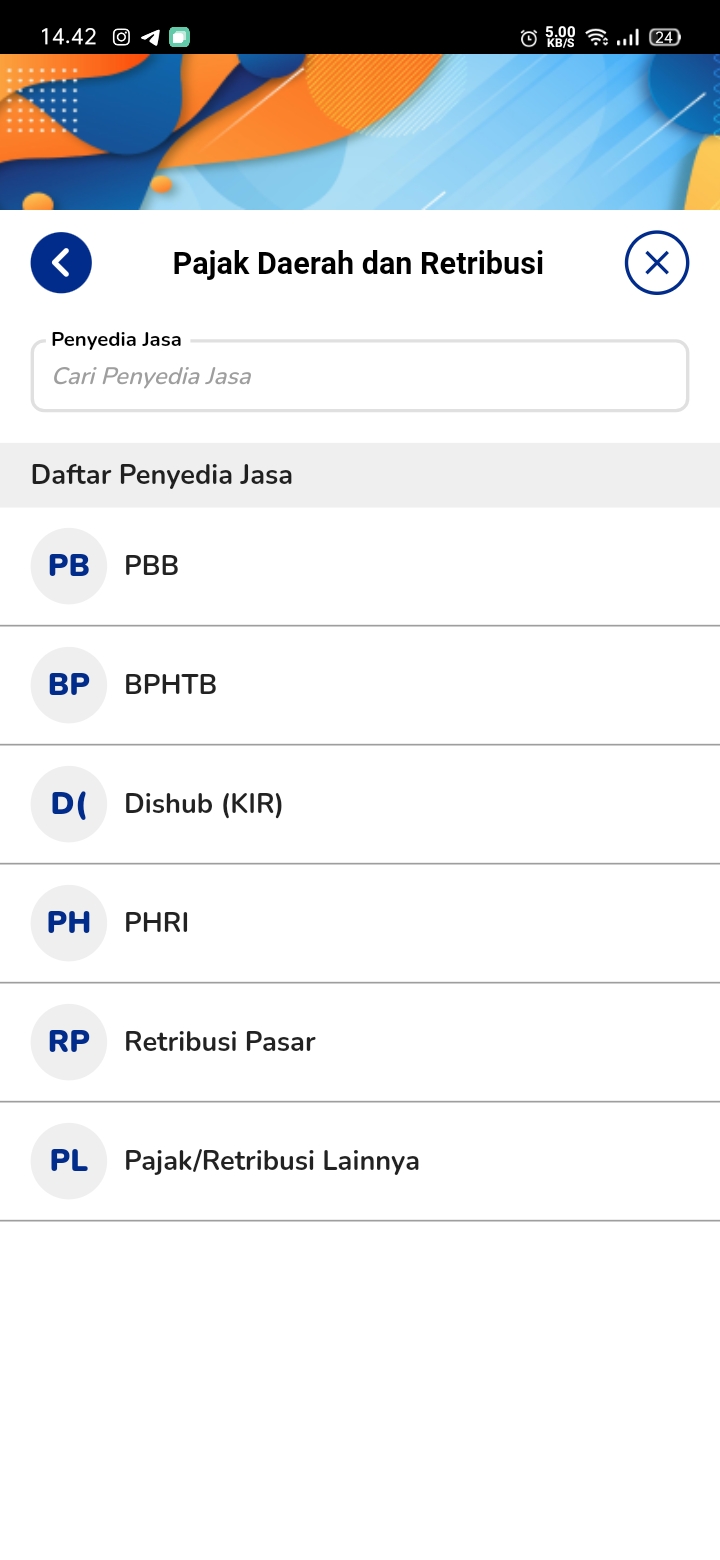 14.42
5.00
KB/S
24
Pajak Daerah dan Retribusi
Penyedia Jasa
Cari Penyedia Jasa
Daftar Penyedia Jasa
PB PBB
BP BPHTB
D( Dishub (KIR)
PH PHRI
RP Retribusi Pasar
PL Pajak/Retribusi Lainnya